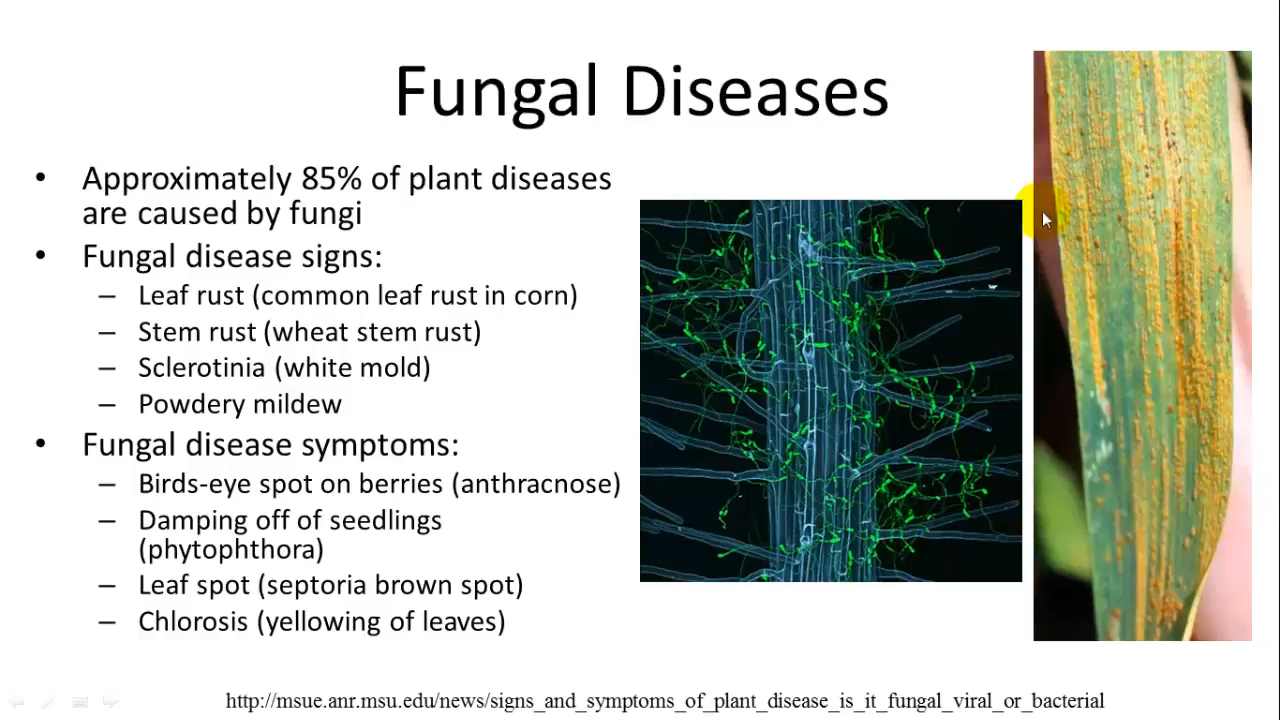 Fungal Diseases
• Approximately 85% of plant diseases
are caused by fungi
• Fungal disease signs:
– Leaf rust (common leaf rust in corn)
– Stem rust (wheat stem rust)
– Sclerotinia (white mold)
– Powdery mildew
• Fungal disease symptoms:
– Birds-eye spot on berries (anthracnose)
– Damping off of seedlings
(phytophthora)
– Leaf spot (septoria brown spot)
– Chlorosis (yellowing of leaves)
http://msue.anr.msu.edu/news/signs_and_symptoms_of_plant_disease_is_it_fungal_viral_or_bacterial